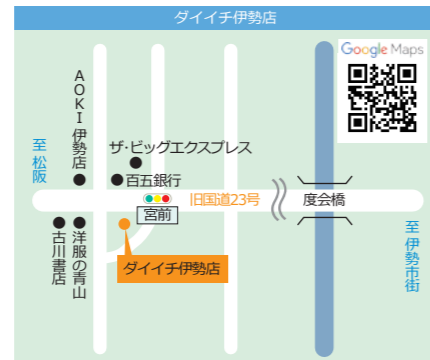 ダイイチ伊勢店
Google Maps
AOKI伊勢店
至松阪
ザ・ビッグエクスプレス
百五銀行
旧国道23号
度会橋
宮前
至伊勢市街
古川書店
洋服の青山
ダイイチ伊勢店